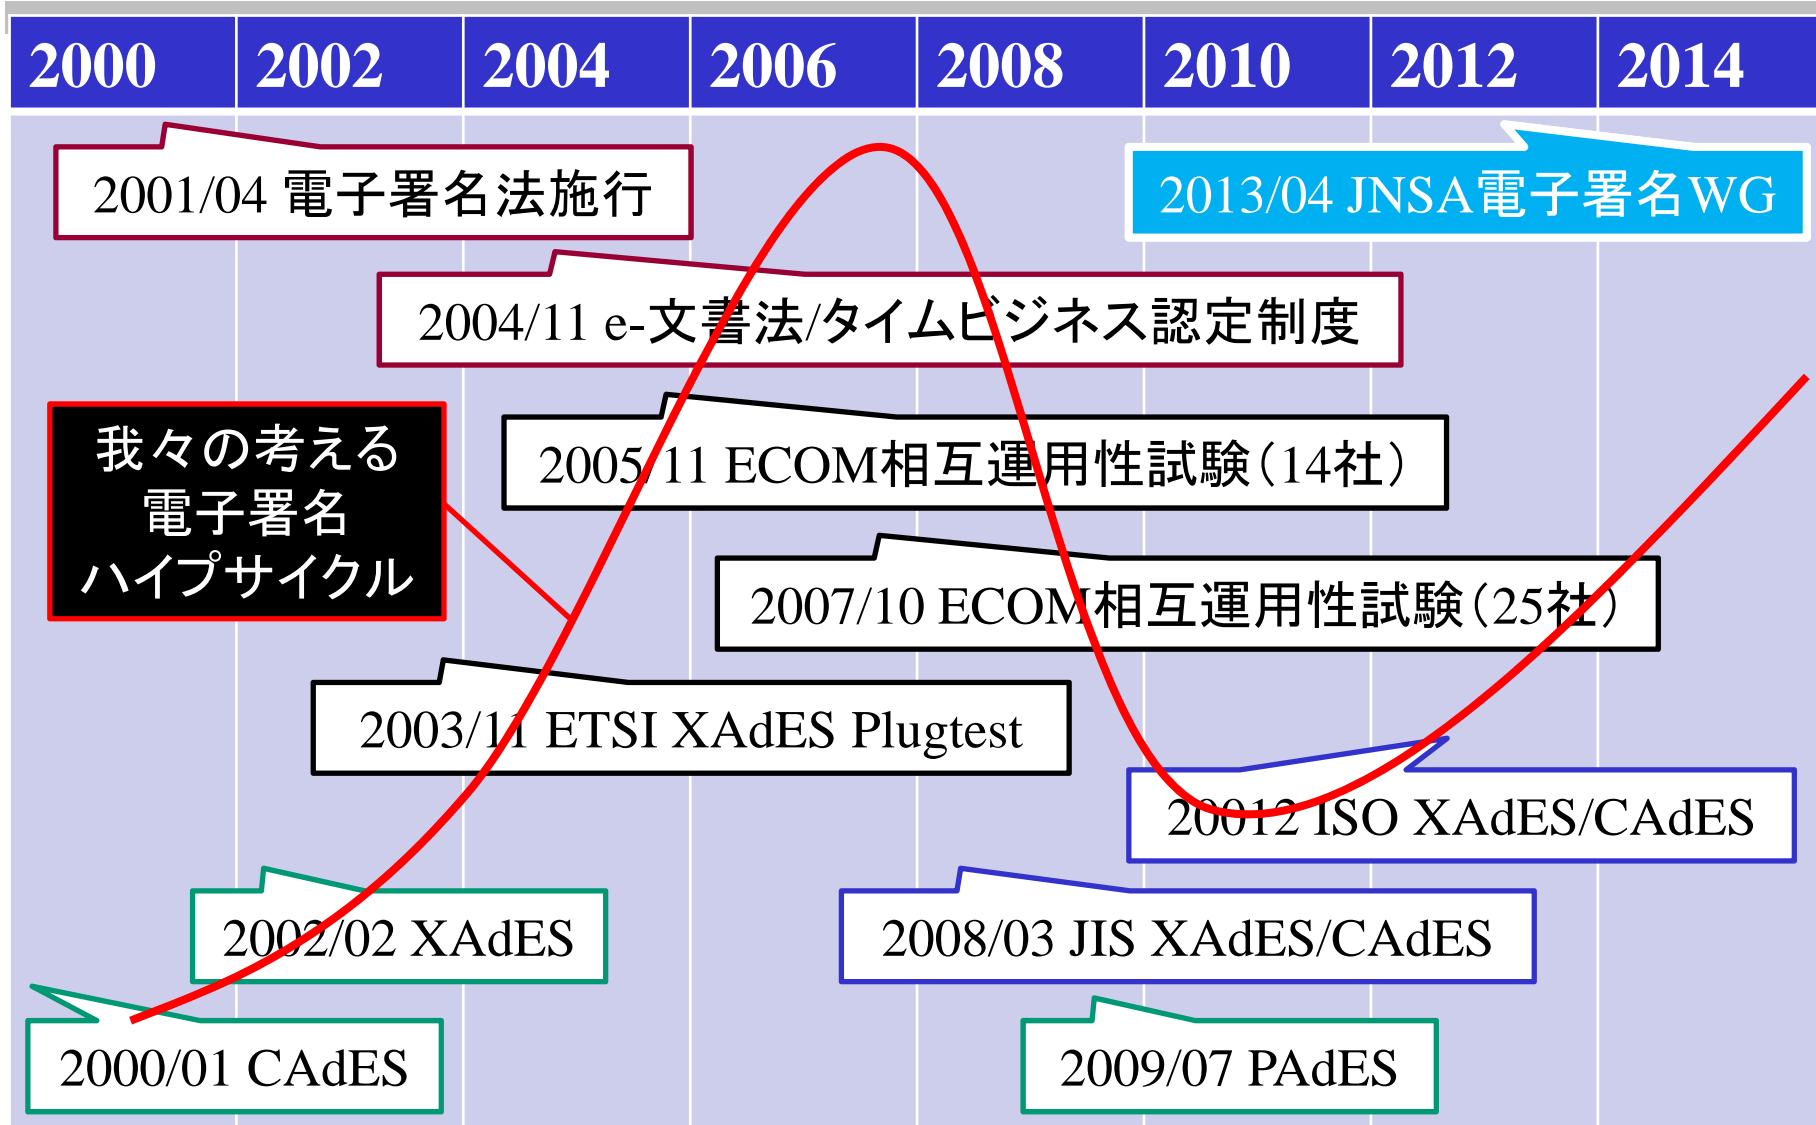 2000 2002 2004 2006 2008 2010 2012 2014
2001/04 電子署名法施行
2013/04 JNSA電子署名WG
2004/11 e-文書法/タイムビジネス認定制度
我々の考える
電子署名
ハイプサイクル
2005/11 ECOM相互運用性試験（14社）
2007/10 ECOM相互運用性試験（25社）
2003/11 ETSI XAdES Plugtest
20012 ISO XAdES/CAdES
2002/02 XAdES
2008/03 JIS XAdES/CAdES
2000/01 CAdES
2009/07 PAdES